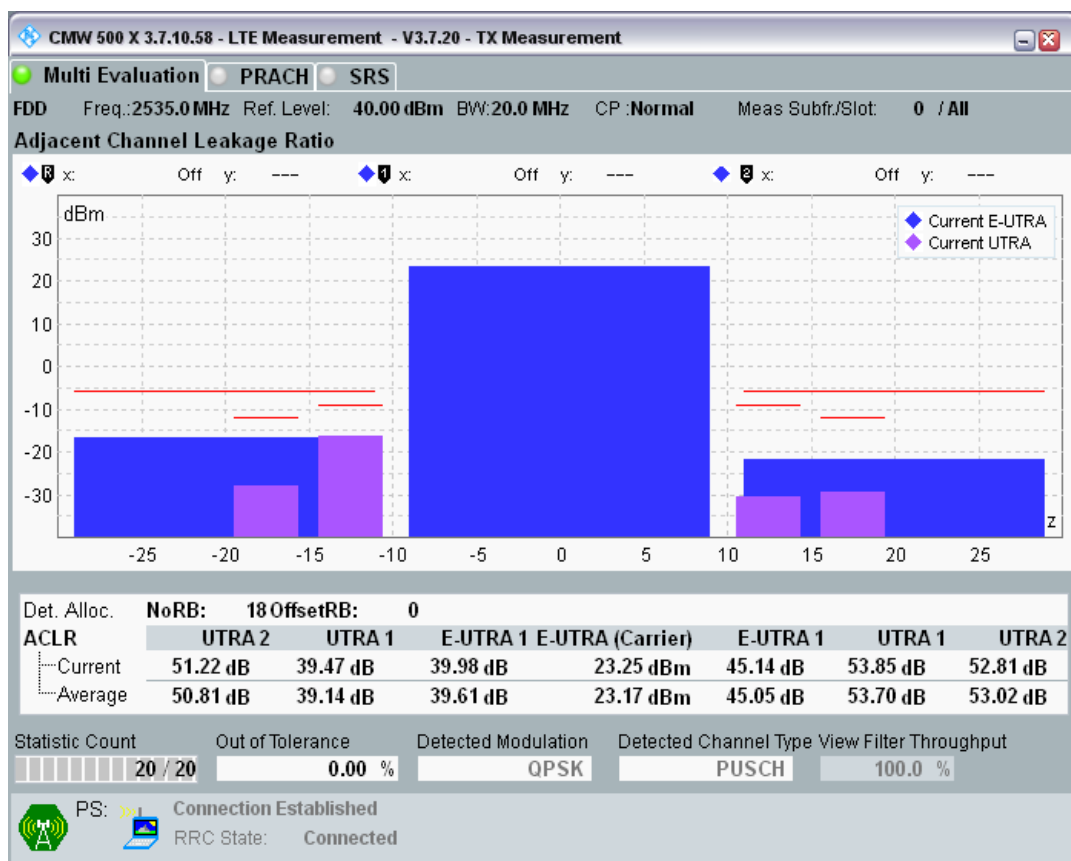 CMW 500 X 3.7.10.58 - LTE Measurement - V3.7.20 - TX Measurement
Multi Evaluation PRACH SRS
FDD Freq.:2535.0 MHz Ref. Level: 40.00 dBm BW:20.0 MHz CP :Normal Meas Subfr./Slot: 0 / All
Adjacent Channel Leakage Ratio
R x: Off y: --- 1 x: Off y: --- 2 x: Off y: ---
dBm
Current E-UTRA
Current UTRA
30
20
10
0
-10
-20
-30
z
-25 -20 -15 -10 -5 0 5 10 15 20 25
Det. Alloc. NoRB: 18 OffsetRB: 0
ACLR UTRA 2 UTRA 1 E-UTRA 1 E-UTRA (Carrier) E-UTRA 1 UTRA 1 UTRA 2
Current 51.22 dB 39.47 dB 39.98 dB 23.25 dBm 45.14 dB 53.85 dB 52.81 dB
Average 50.81 dB 39.14 dB 39.61 dB 23.17 dBm 45.05 dB 53.70 dB 53.02 dB
Statistic Count Out of Tolerance Detected Modulation Detected Channel Type View Filter Throughput
20 / 20 0.00 % QPSK PUSCH 100.0 %
PS: Connection Established
RRC State: Connected